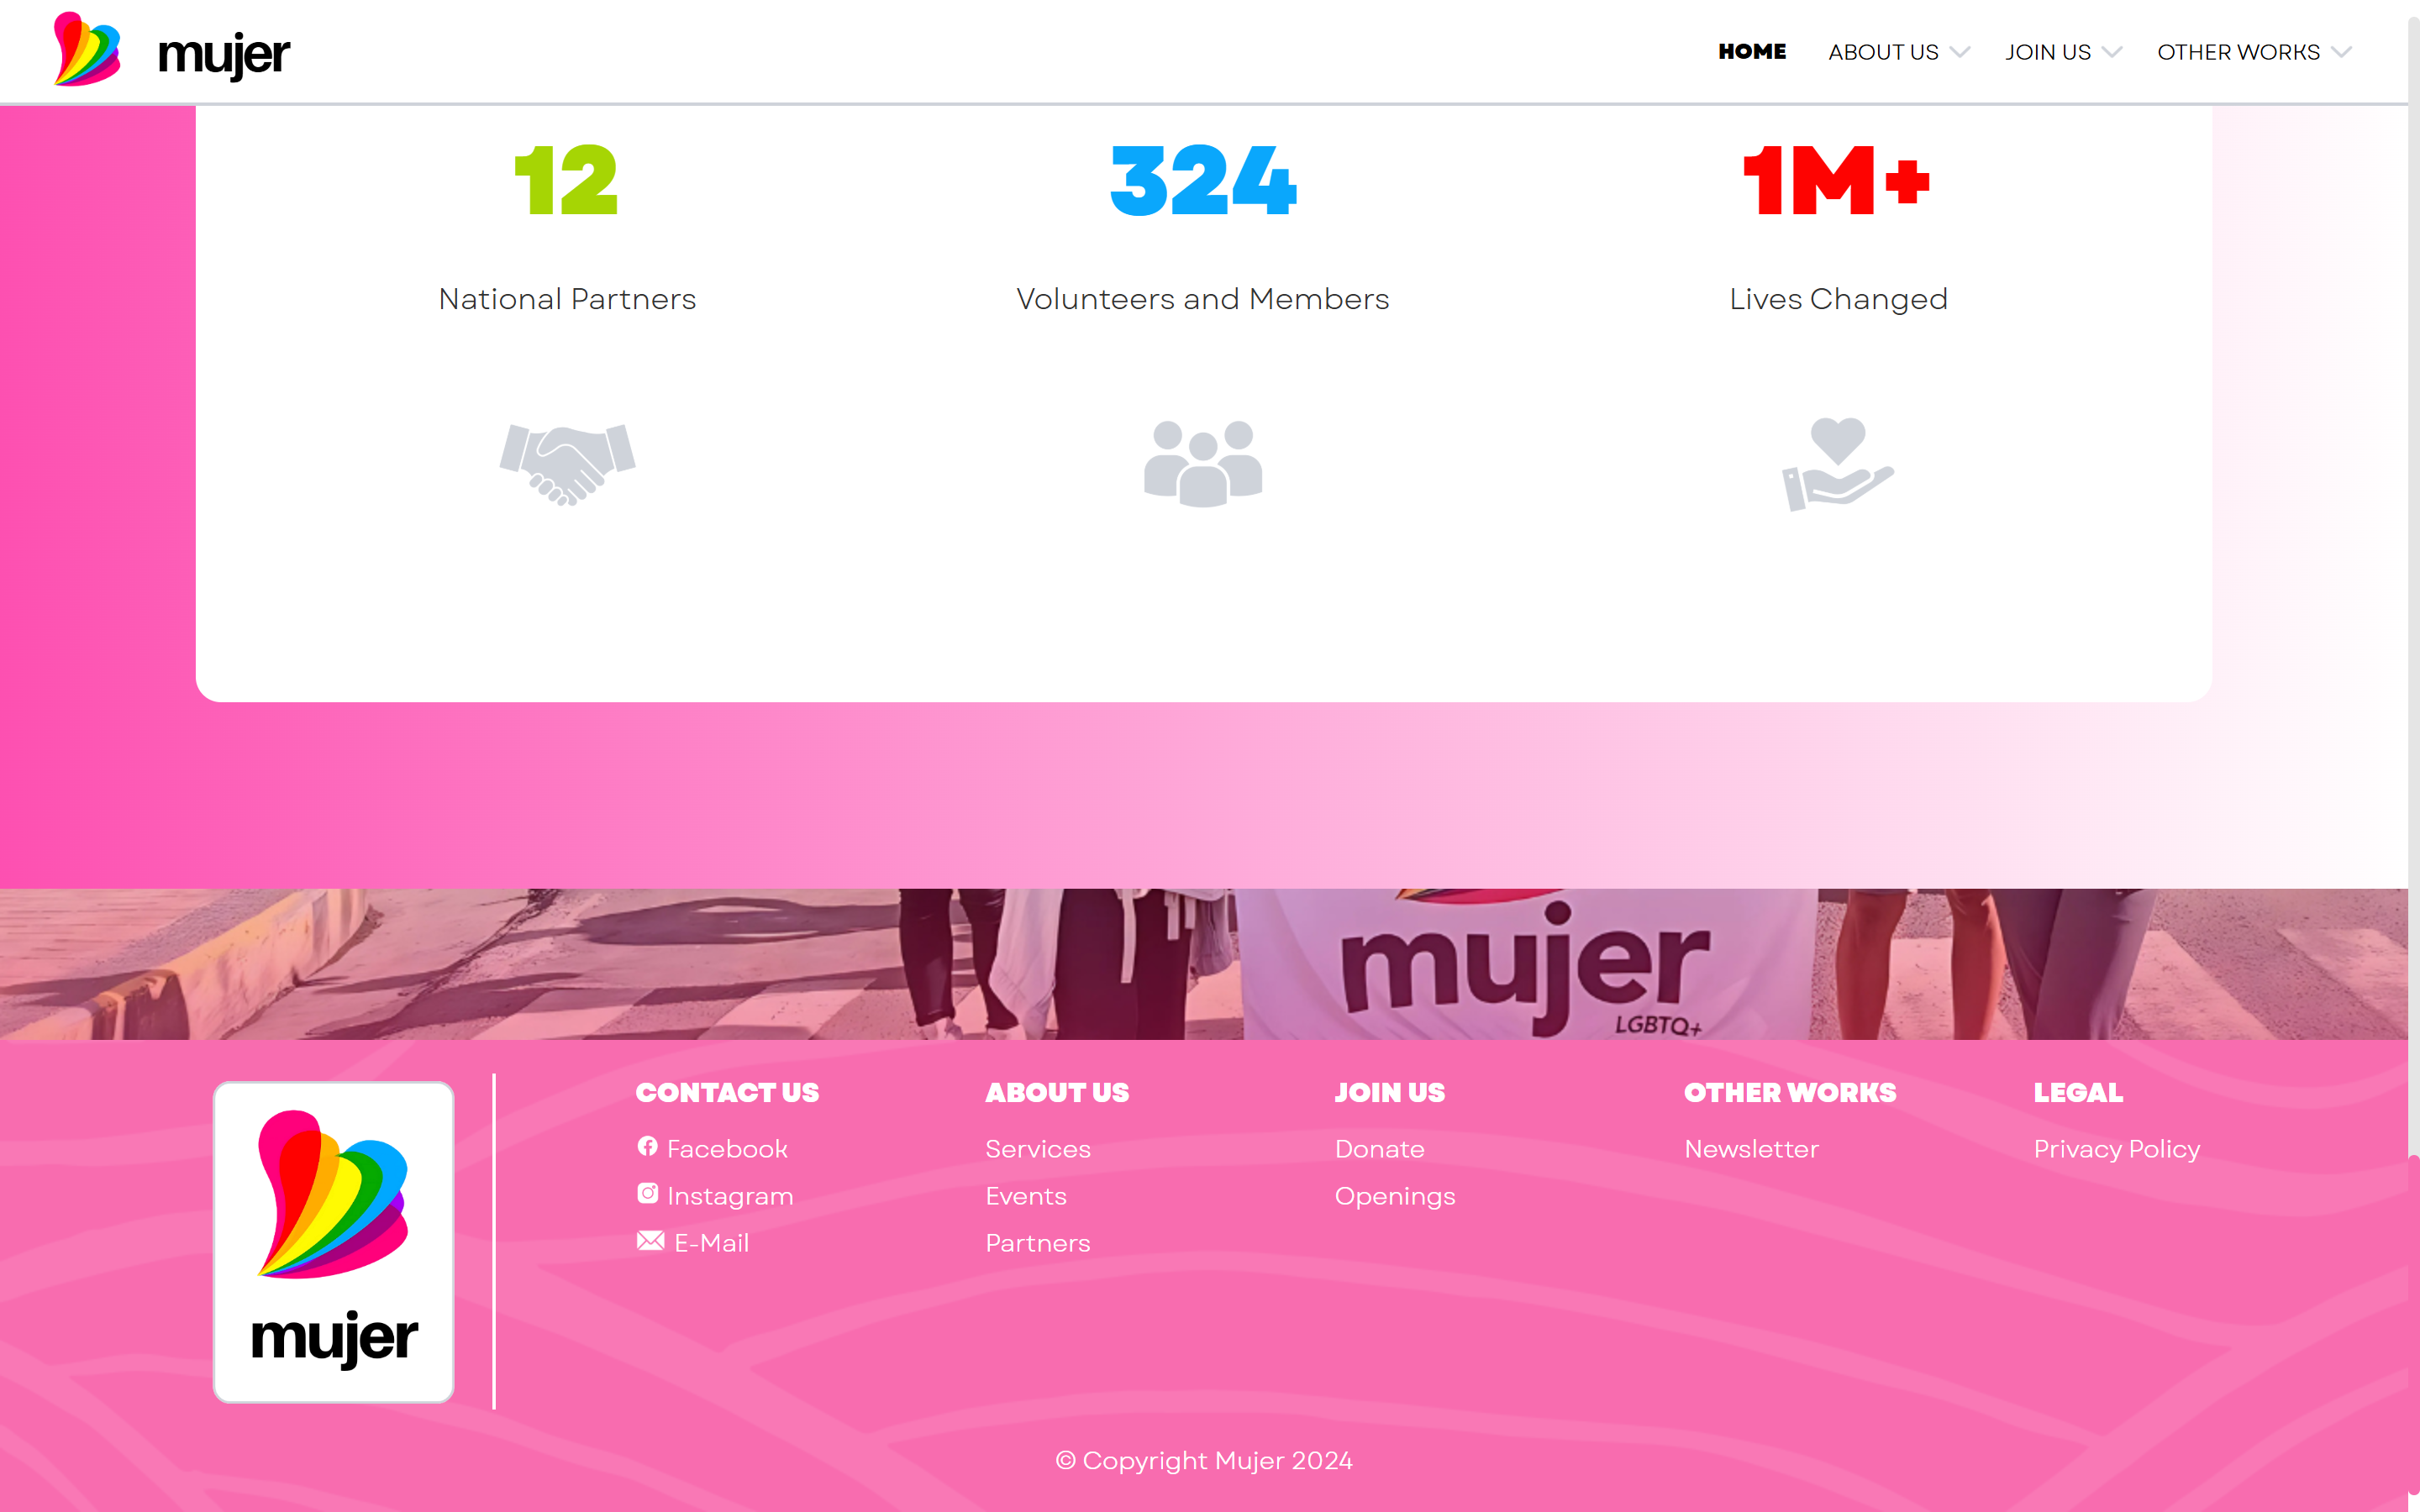 mujer
HOME ABOUT US JOIN US OTHER WORKS
12 324 1M+
National Partners Volunteers and Members Lives Changed
mujer
LGBTQ+
CONTACT US ABOUT US JOIN US OTHER WORKS LEGAL
Facebook Services Donate Newsletter Privacy Policy
Instagram Events Openings
E-Mail Partners
mujer
© Copyright Mujer 2024